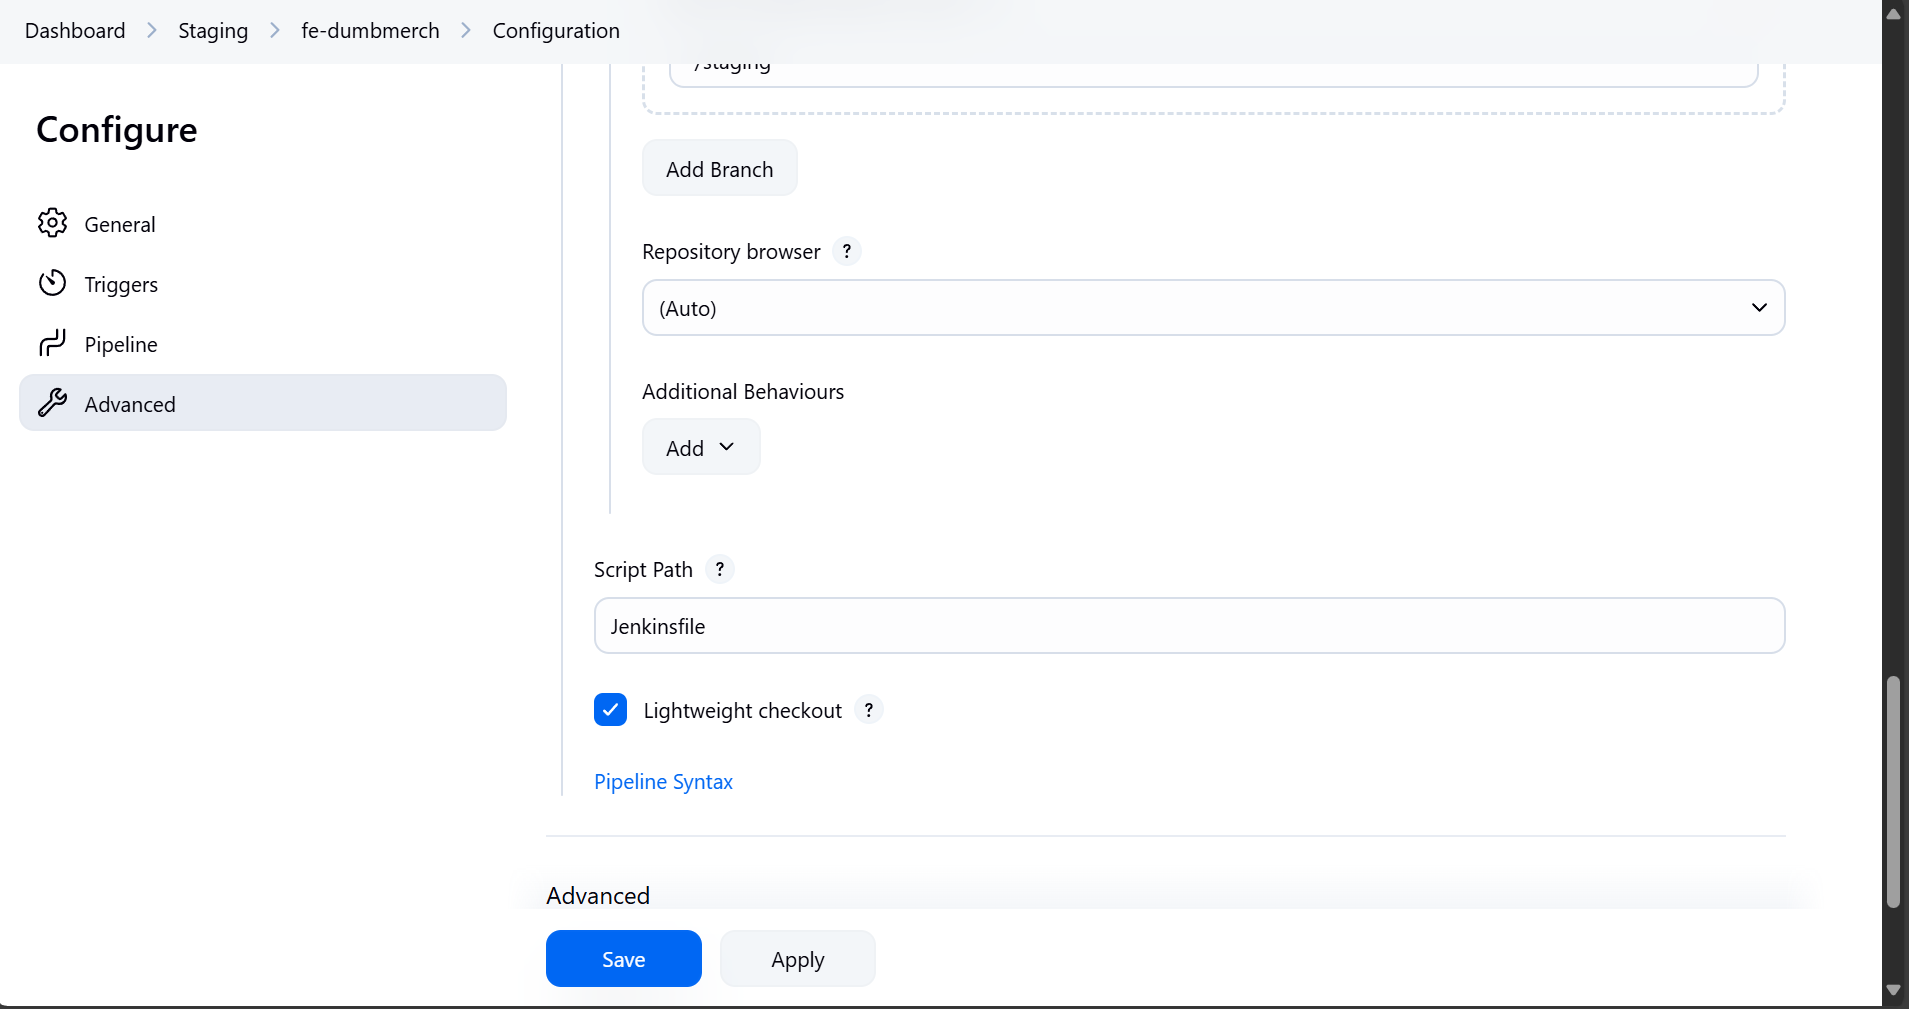 Dashboard > Staging > fe-dumbmerch > Configuration
/staging
Configure
Add Branch
General
Repository browser ?
Triggers
(Auto)
Pipeline
Additional Behaviours
Advanced
Add
Script Path ?
Jenkinsfile
Lightweight checkout ?
Pipeline Syntax
Advanced
Save
Apply